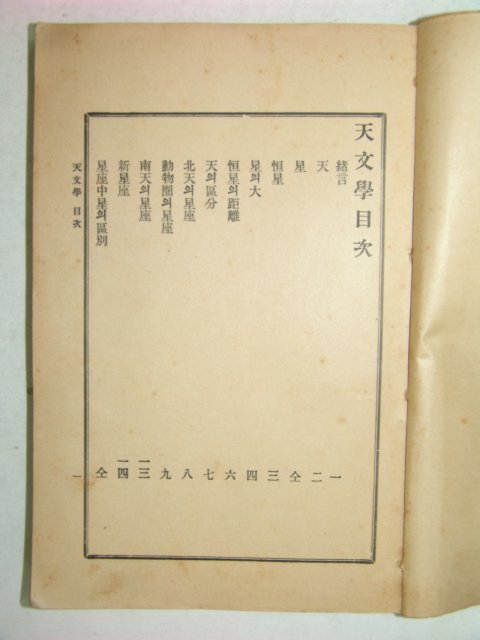 天文學目次
緖言 一
天 二
星 仝
恒星 三
星의大 四
恒星의距離 六
天의區分 七
北天의星座 八
動物圈의星座 九
南天의星座 一三
新星座 一四
星座中星의區別 仝
天文學 目次 一